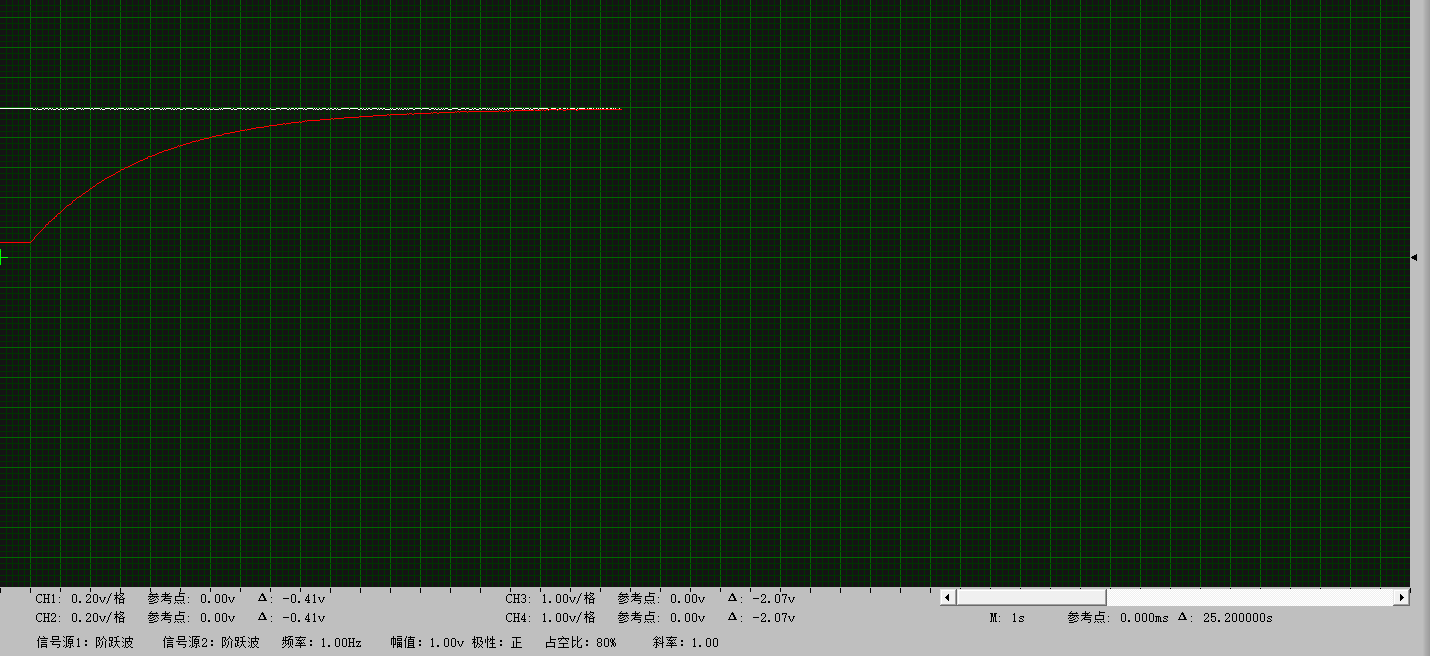 CH1: 0.20v/格 参考点: 0.00v Δ: -0.41v CH3: 1.00v/格 参考点: 0.00v Δ: -2.07v
CH2: 0.20v/格 参考点: 0.00v Δ: -0.41v CH4: 1.00v/格 参考点: 0.00v Δ: -2.07v M: 1s 参考点: 0.000ms Δ: 25.200000s
信号源1: 阶跃波 信号源2: 阶跃波 频率: 1.00Hz 幅值: 1.00v 极性: 正 占空比: 80% 斜率: 1.00